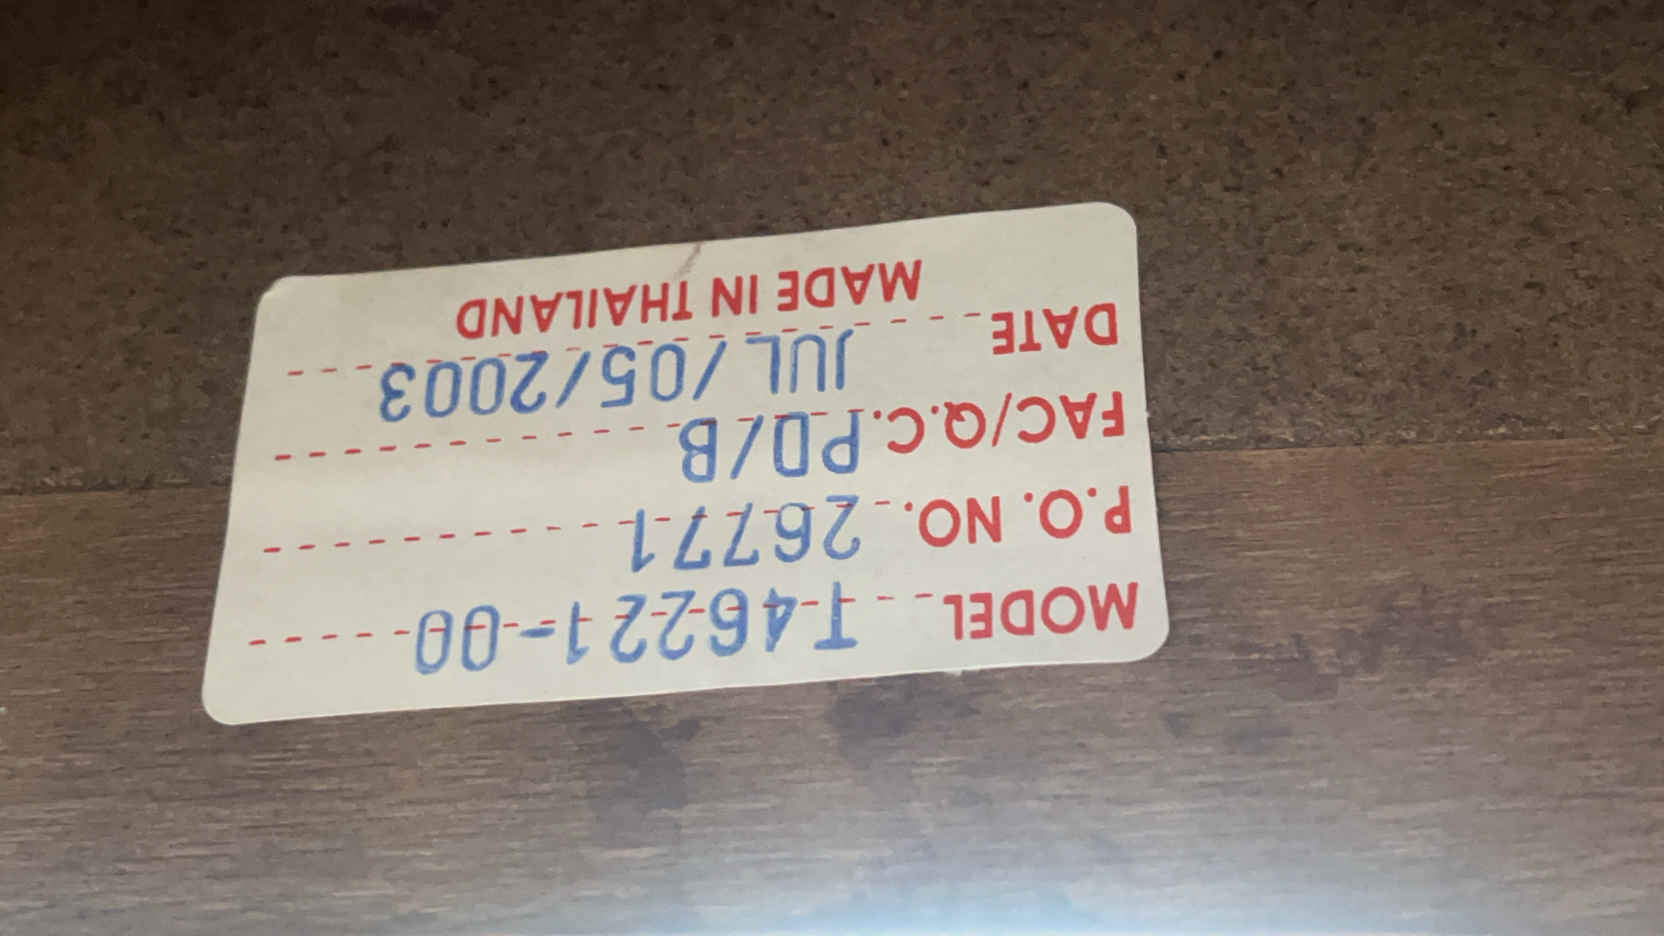 MODEL T46221-00
P.O. NO. 26771
FAC/Q.C. PD/B
DATE JUL/05/2003
MADE IN THAILAND